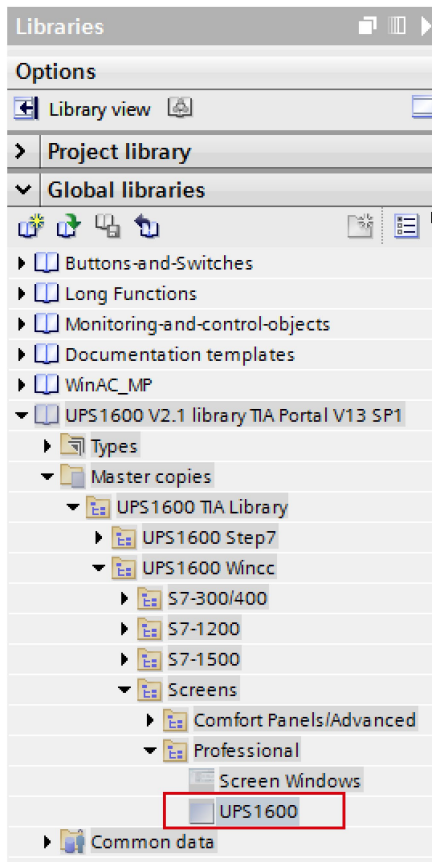 Libraries
Options
Library view
Project library
Global libraries
Buttons-and-Switches
Long Functions
Monitoring-and-control-objects
Documentation templates
WinAC_MP
UPS1600 V2.1 library TIA Portal V13 SP1
Types
Master copies
UPS1600 TIA Library
UPS1600 Step7
UPS1600 Wincc
S7-300/400
S7-1200
S7-1500
Screens
Comfort Panels/Advanced
Professional
Screen Windows
UPS1600
Common data